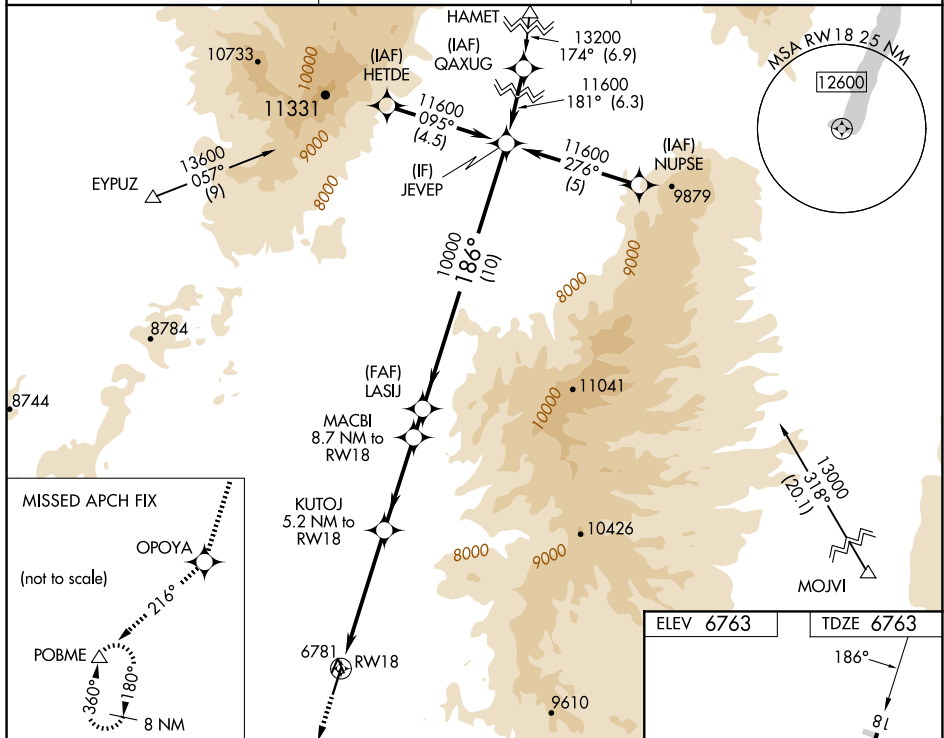 HAMET
13200
174° (6.9)
(IAF)
QAXUG
11600
181° (6.3)
MSA RW18 25 NM
12600
10733
10000
(IAF)
HETDE
11331
9000
8000
11600
095°
(4.5)
(IF)
JEVEP
11600
276°
(5)
(IAF)
NUPSE
9879
13600
057°
(9)
EYPUZ
10000
186°
(10)
9000
8000
8784
8744
(FAF)
LASIJ
MACBI
8.7 NM to
RW18
11041
10000
13000
318°
(20.1)
MOJVI
KUTOJ
5.2 NM to
RW18
10426
8000
9000
MISSED APCH FIX
OPOYA
(not to scale)
216°
POBME
360°
180°
8 NM
6781
RW18
9610
ELEV 6763
TDZE 6763
186°
18